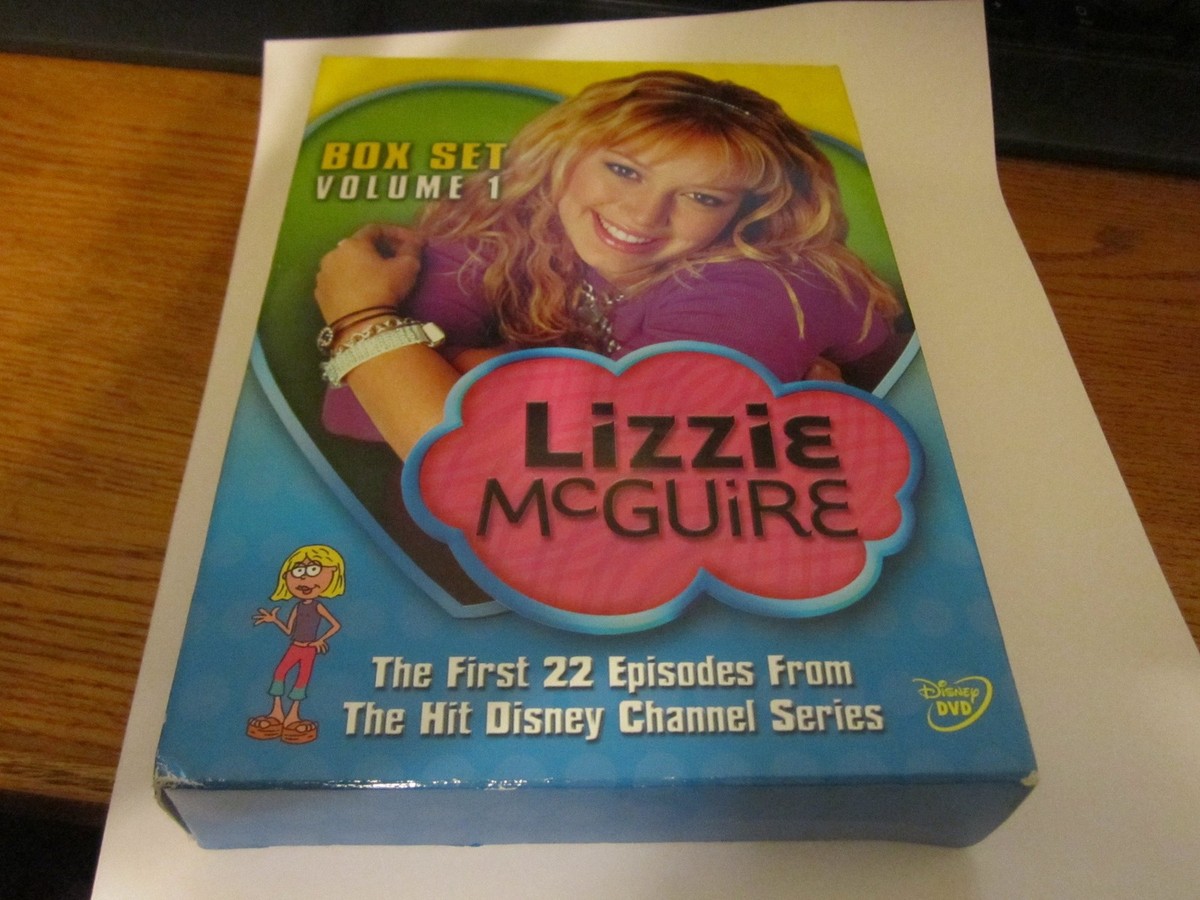 BOX SET
VOLUME 1
LizziE
McGUiRE
The First 22 Episodes From
The Hit Disney Channel Series
Disney
DVD